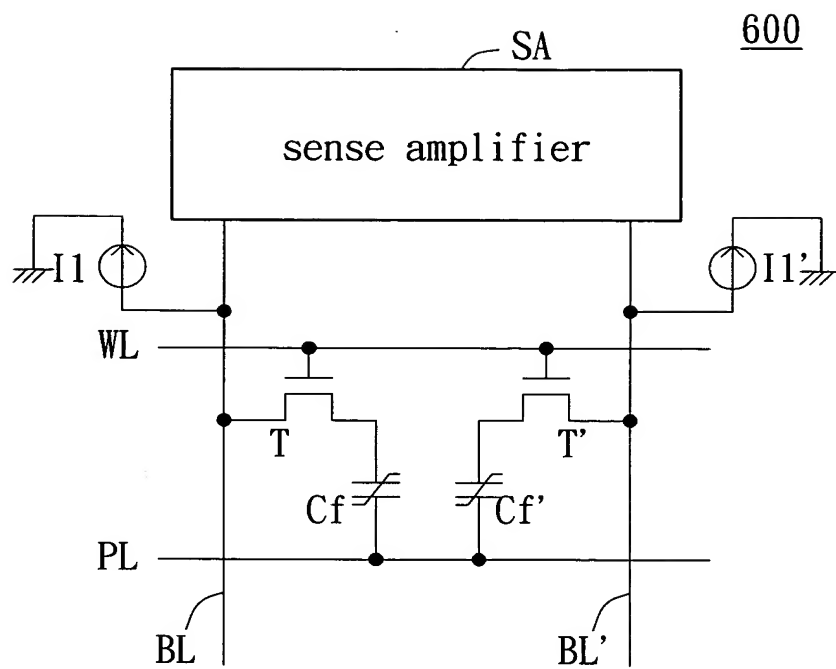 600
SA
sense amplifier
I1
I1'
WL
T
T'
Cf
Cf'
PL
BL
BL'